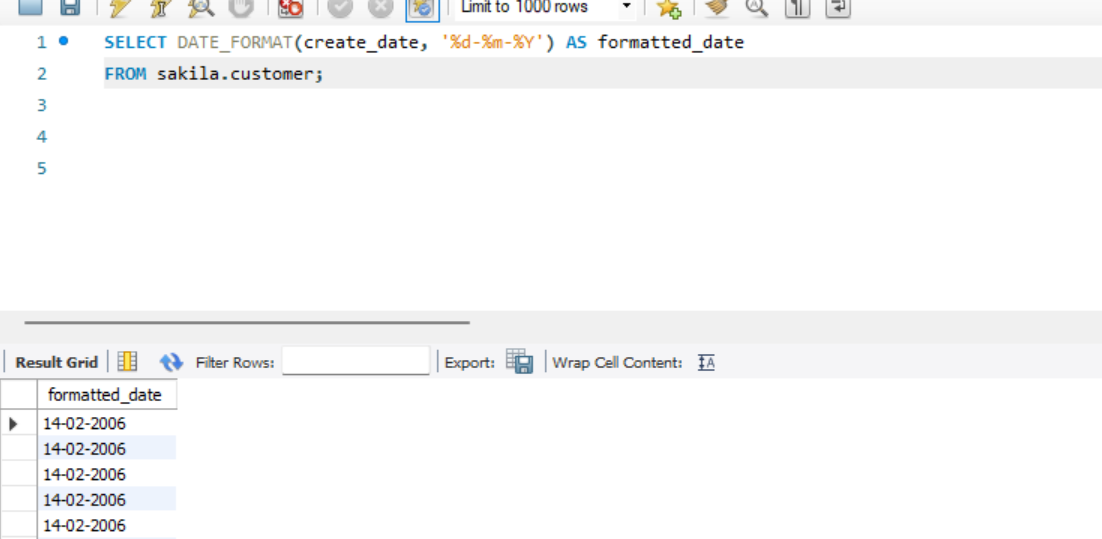 Limit to 1000 rows
1 SELECT DATE_FORMAT(create_date, '%d-%m-%Y') AS formatted_date
2 FROM sakila.customer;
3
4
5
Result Grid Filter Rows: Export: Wrap Cell Content: IA
formatted_date
14-02-2006
14-02-2006
14-02-2006
14-02-2006
14-02-2006